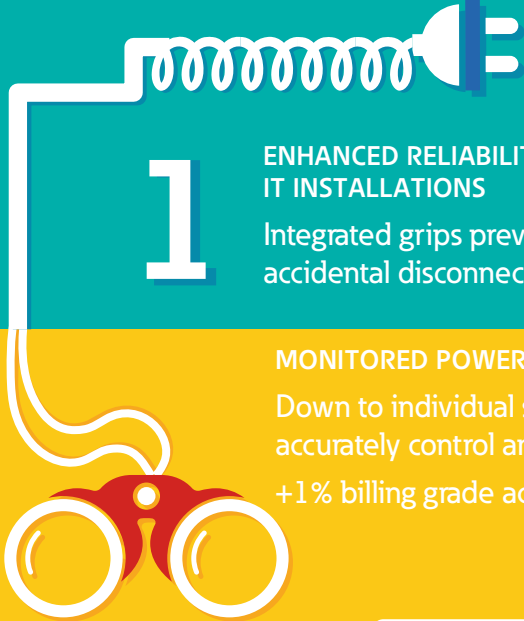 1
ENHANCED RELIABILIT
IT INSTALLATIONS
Integrated grips prev
accidental disconnec
MONITORED POWER
Down to individual
accurately control
+1% billing grade